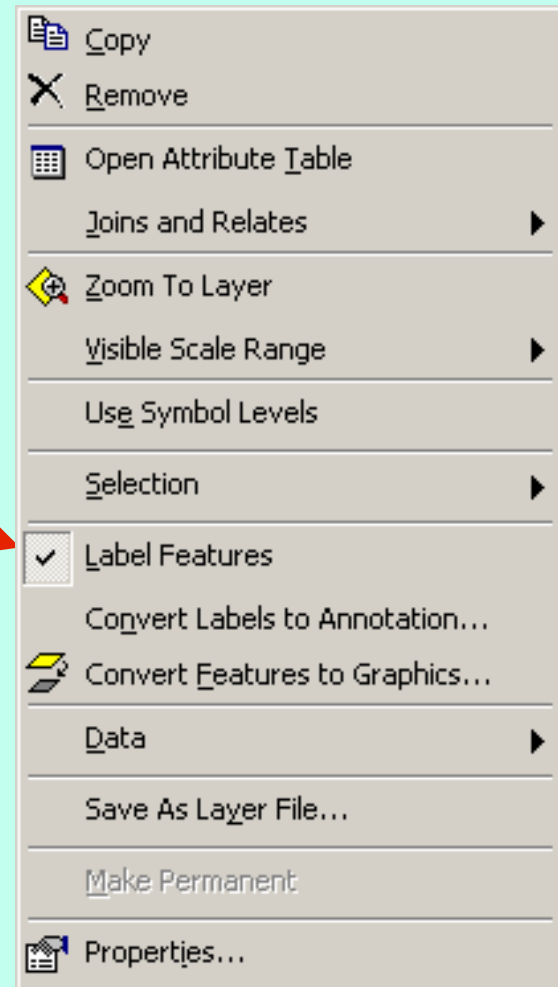 Copy
Remove
Open Attribute Table
Joins and Relates
Zoom To Layer
Visible Scale Range
Use Symbol Levels
Selection
Label Features
Convert Labels to Annotation...
Convert Features to Graphics...
Data
Save As Layer File...
Make Permanent
Properties...